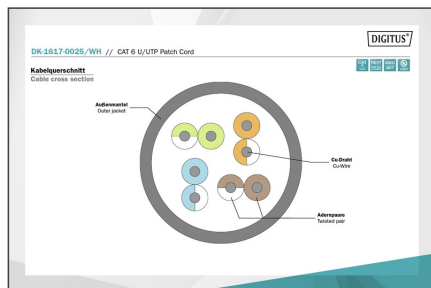 DIGITUS®
DK-1617-0025/WH // CAT 6 U/UTP Patch Cord
Kabelquerschnitt
Cable cross section
Außenmantel
Outer jacket
Cu-Draht
Cu-Wire
Adernpaare
Twisted pair